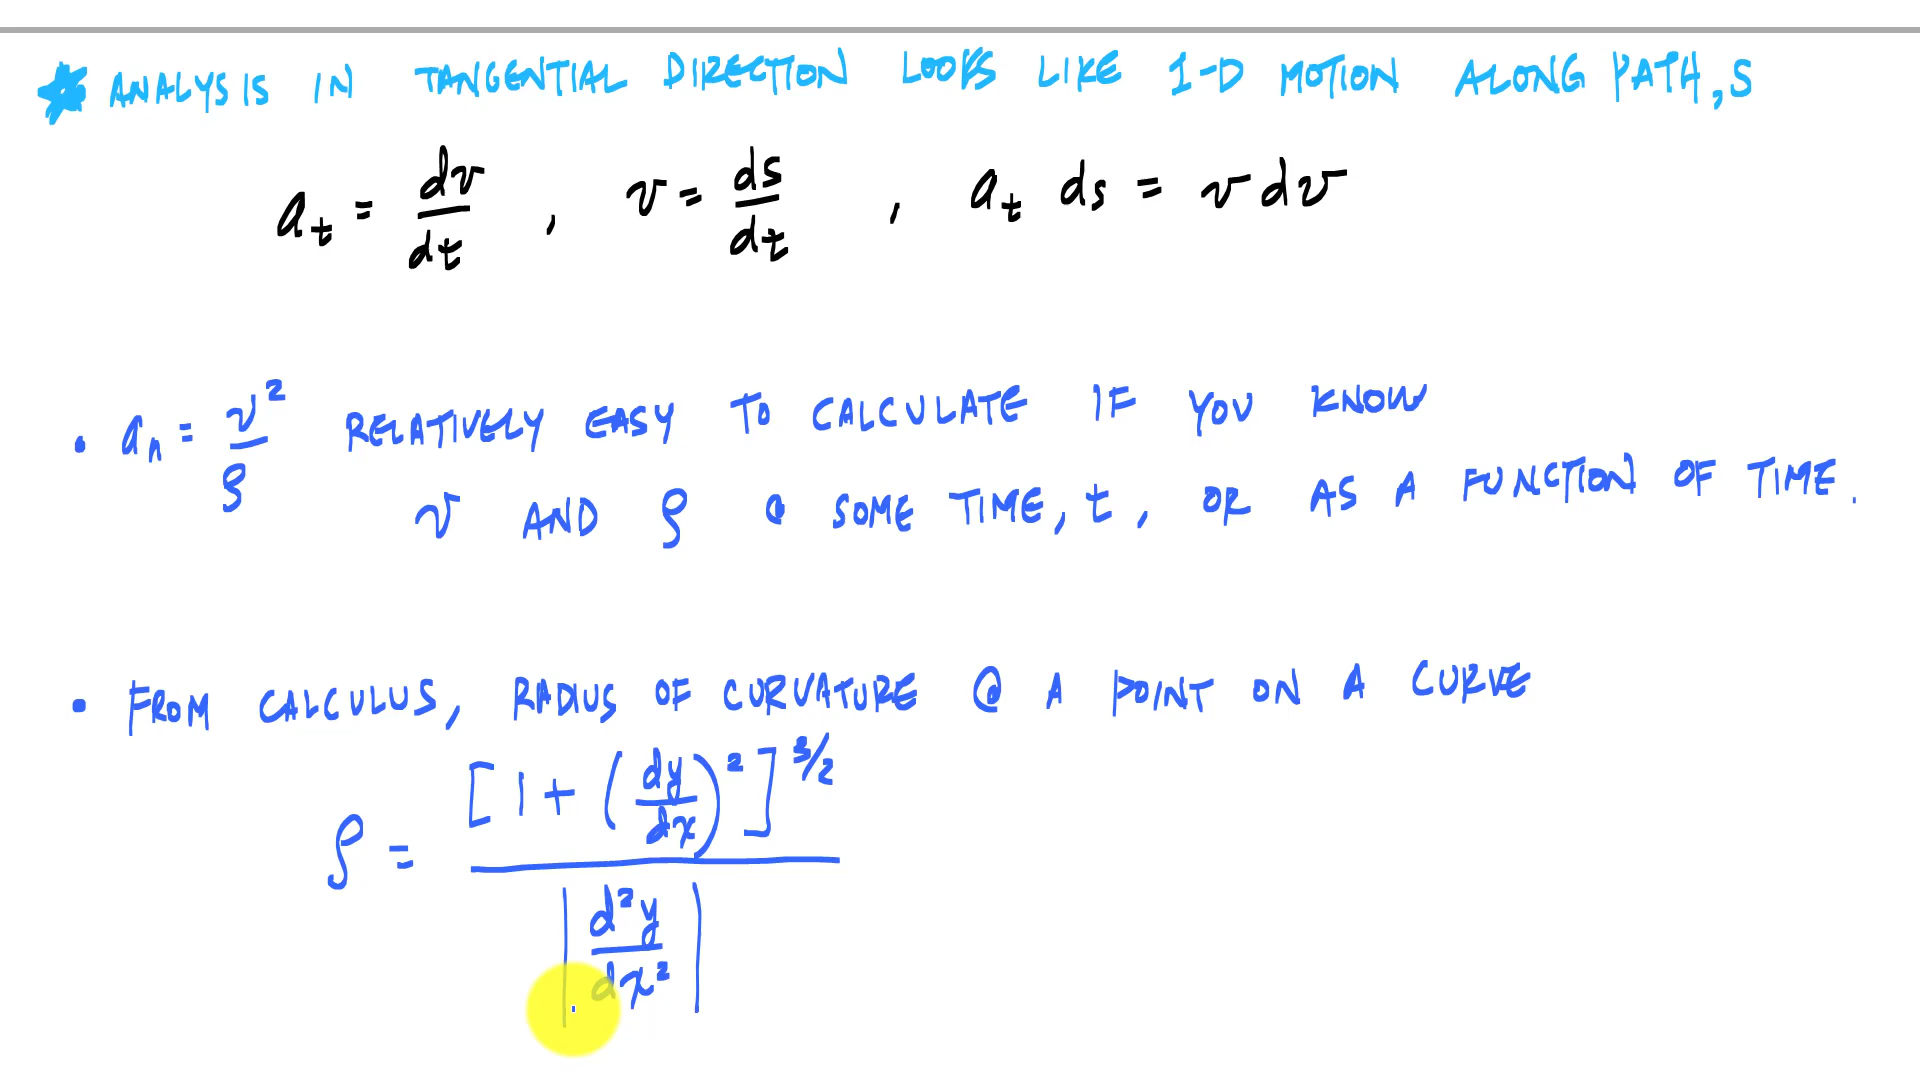 * ANALYSIS IN TANGENTIAL DIRECTION LOOKS LIKE 1-D MOTION ALONG PATH, S
a_t = dv/dt , v = ds/dt , a_t ds = v dv
• a_n = v²/ρ RELATIVELY EASY TO CALCULATE IF YOU KNOW
v AND ρ @ SOME TIME, t, OR AS A FUNCTION OF TIME.
• FROM CALCULUS, RADIUS OF CURVATURE @ A POINT ON A CURVE
ρ = [1 + (dy/dx)²]^3/2 / |d²y/dx²|